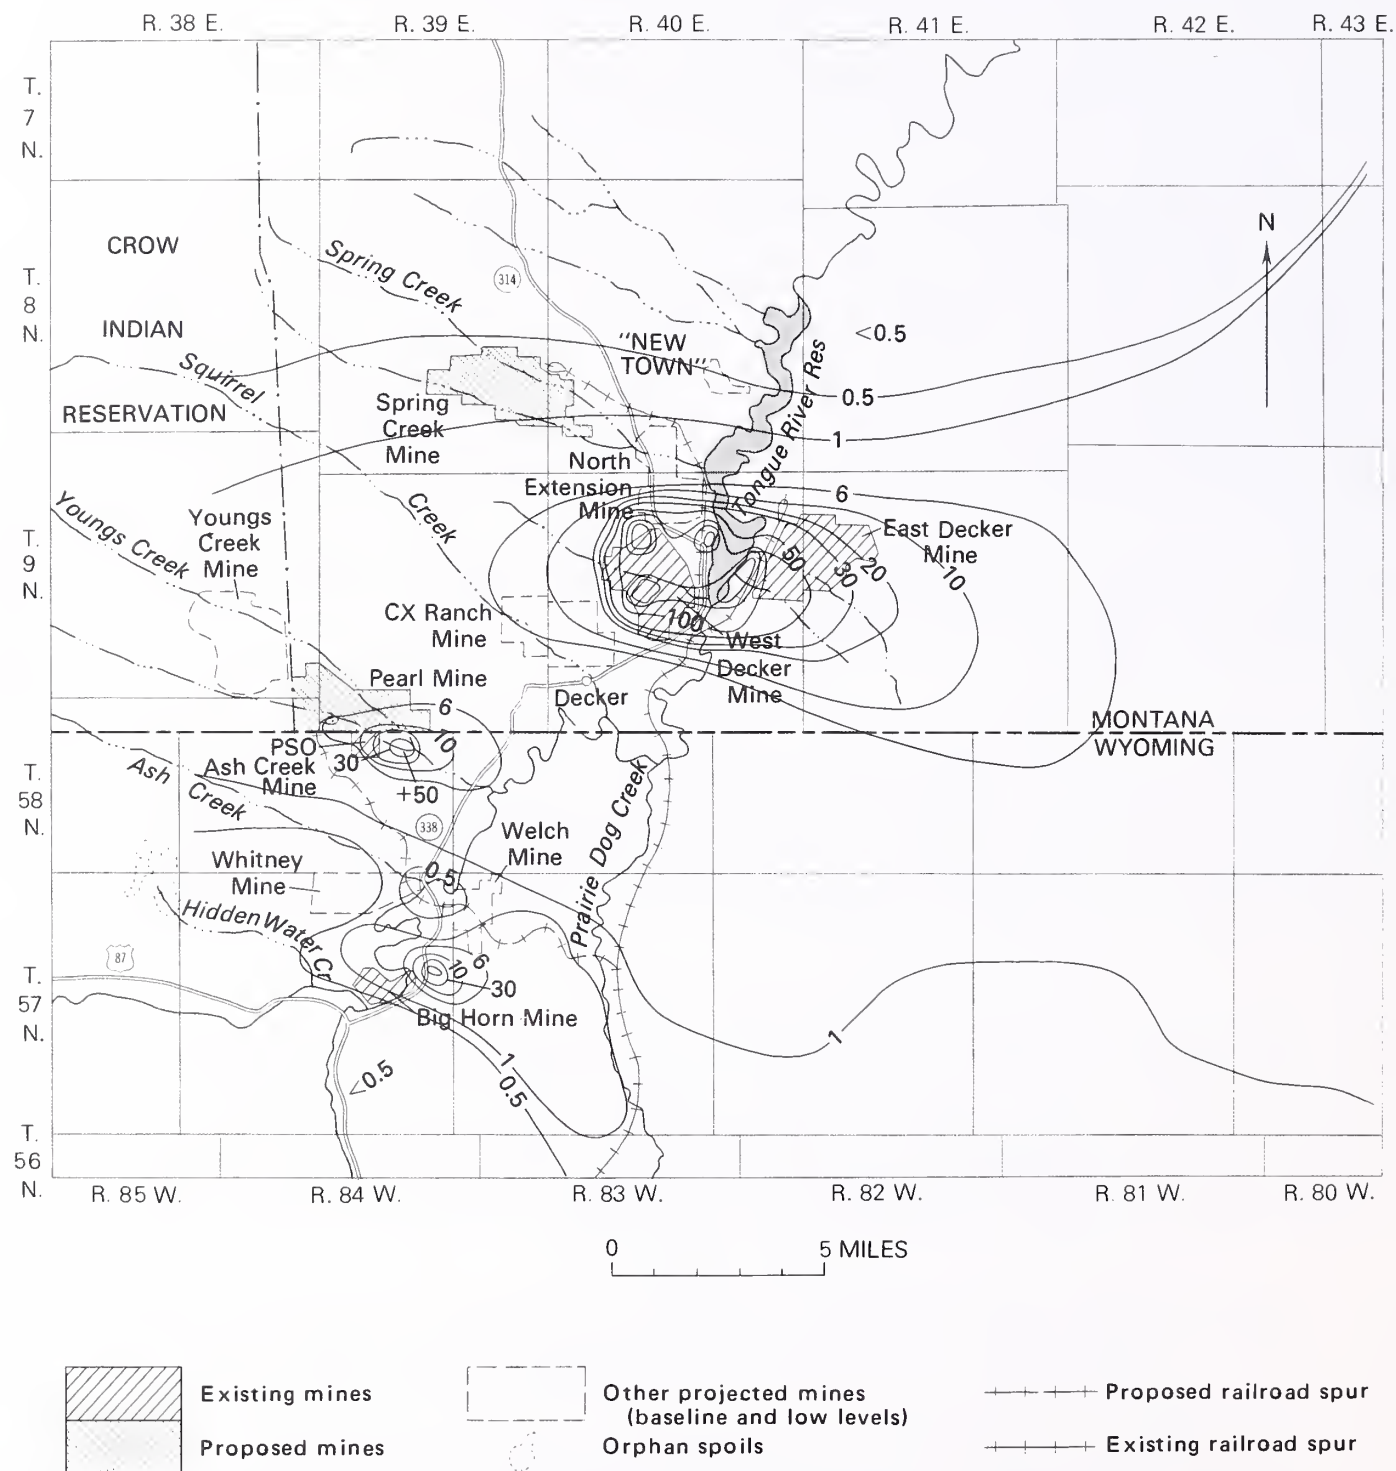 R. 38 E. R. 39 E. R. 40 E. R. 41 E. R. 42 E. R. 43 E.
T.
7
N.
T.
8
N.
T.
9
N.
T.
58
N.
T.
57
N.
T.
56
N.
CROW
INDIAN
RESERVATION
Spring Creek
314
N
"NEW
TOWN"
<0.5
Squirrel
Creek
Tongue River Res
0.5
1
Spring
Creek
Mine
North
Extension
Mine
6
Youngs Creek
Youngs
Creek
Mine
East Decker
Mine
50
30
20
10
CX Ranch
Mine
100
West
Decker
Mine
Pearl Mine
Decker
6
10
MONTANA
WYOMING
PSO
Ash Creek
Mine
30
+50
Ash
Creek
338
Prairie Dog Creek
Welch
Mine
Whitney
Mine
0.5
Hidden Water Cr
87
6
10
30
Big Horn Mine
1
1
0.5
<0.5
R. 85 W. R. 84 W. R. 83 W. R. 82 W. R. 81 W. R. 80 W.
0 5 MILES
Existing mines
Proposed mines
Other projected mines
(baseline and low levels)
Orphan spoils
Proposed railroad spur
Existing railroad spur